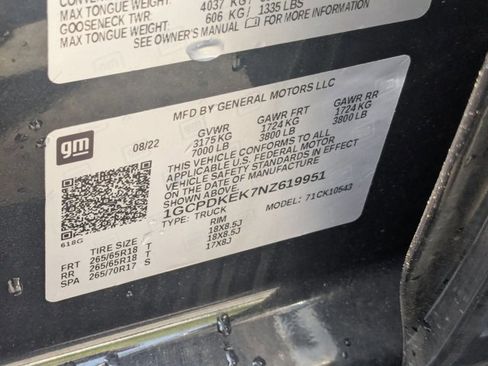 MAX TONGUE WEIGHT: 4037 KG/
GOOSENECK TWR:
MAX TONGUE WEIGHT: 606 KG / 1335 LBS
SEE OWNER'S MANUAL
MFD BY GENERAL MOTORS LLC
gm
08/22
GVWR GAWR FRT GAWR RR
3175 KG 1724 KG 1724 KG
7000 LB 3800 LB 3800 LB
THIS VEHICLE CONFORMS TO ALL
APPLICABLE U.S. FEDERAL MOTOR
VEHICLE SAFETY STANDARDS IN EFFECT
ON THE DATE OF MANUFACTURE
SHOWN ABOVE.
1GCPDKEK7NZ619951
TYPE: TRUCK MODEL: 71CK10543
618G
TIRE SIZE RIM
FRT 265/65R18 T 18X8.5J
RR 265/65R18 T 18X8.5J
SPA 265/70R17 S 17X8J